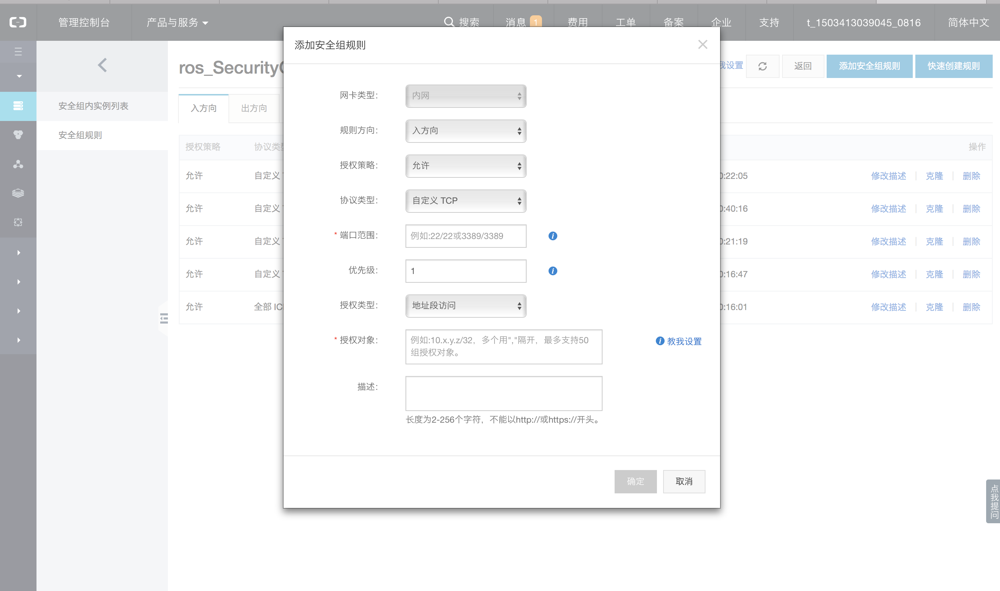 管理控制台
产品与服务
搜索
消息 1
费用
工单
备案
企业
支持
t_1503413039045_0816
简体中文
安全组内实例列表
安全组规则
ros_Security
我设置
返回
添加安全组规则
快速创建规则
入方向
出方向
授权策略 协议类型 操作
允许 自定义 0:22:05 修改描述 克隆 删除
允许 自定义 0:40:16 修改描述 克隆 删除
允许 自定义 0:21:19 修改描述 克隆 删除
允许 自定义 0:16:47 修改描述 克隆 删除
允许 全部 IC 0:16:01 修改描述 克隆 删除
添加安全组规则
网卡类型: 内网
规则方向: 入方向
授权策略: 允许
协议类型: 自定义 TCP
* 端口范围: 例如:22/22或3389/3389
优先级: 1
授权类型: 地址段访问
* 授权对象: 例如:10.x.y.z/32，多个用","隔开，最多支持50
组授权对象。
教我设置
描述:
长度为2-256个字符，不能以http://或https://开头。
确定
取消
点我提问